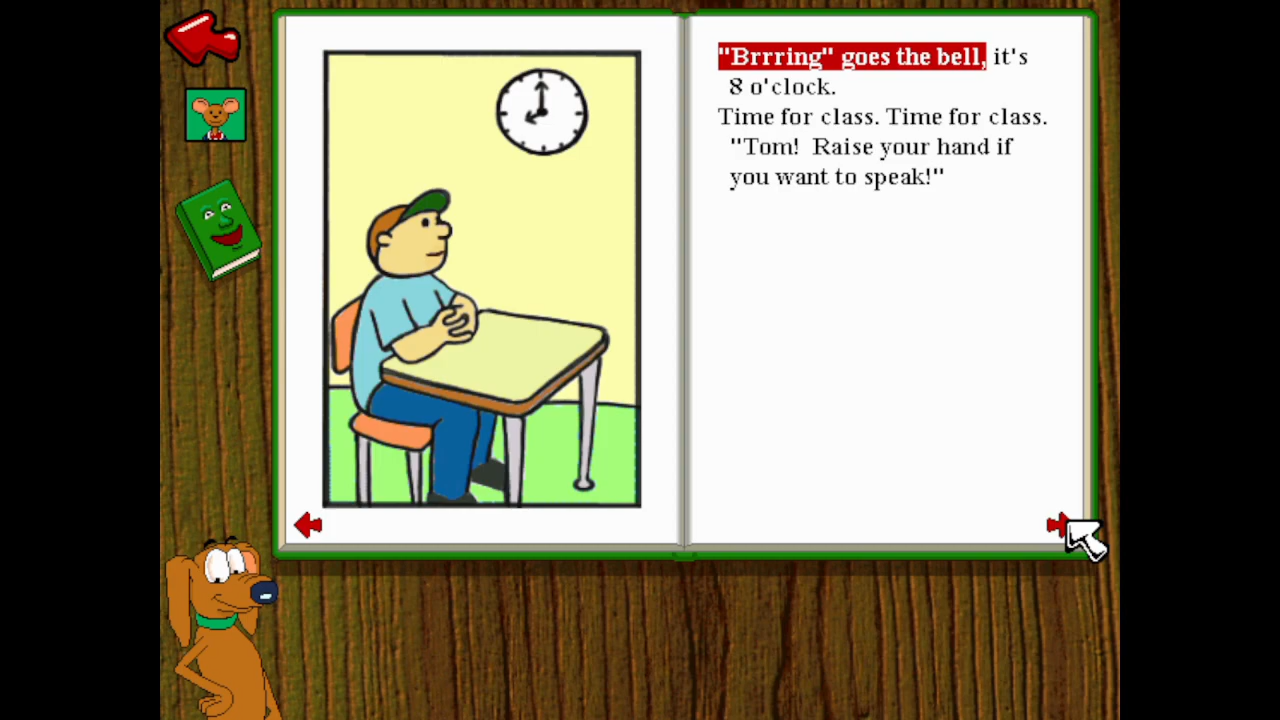 "Brrring" goes the bell, it's
8 o'clock.
Time for class. Time for class.
"Tom!  Raise your hand if
you want to speak!"